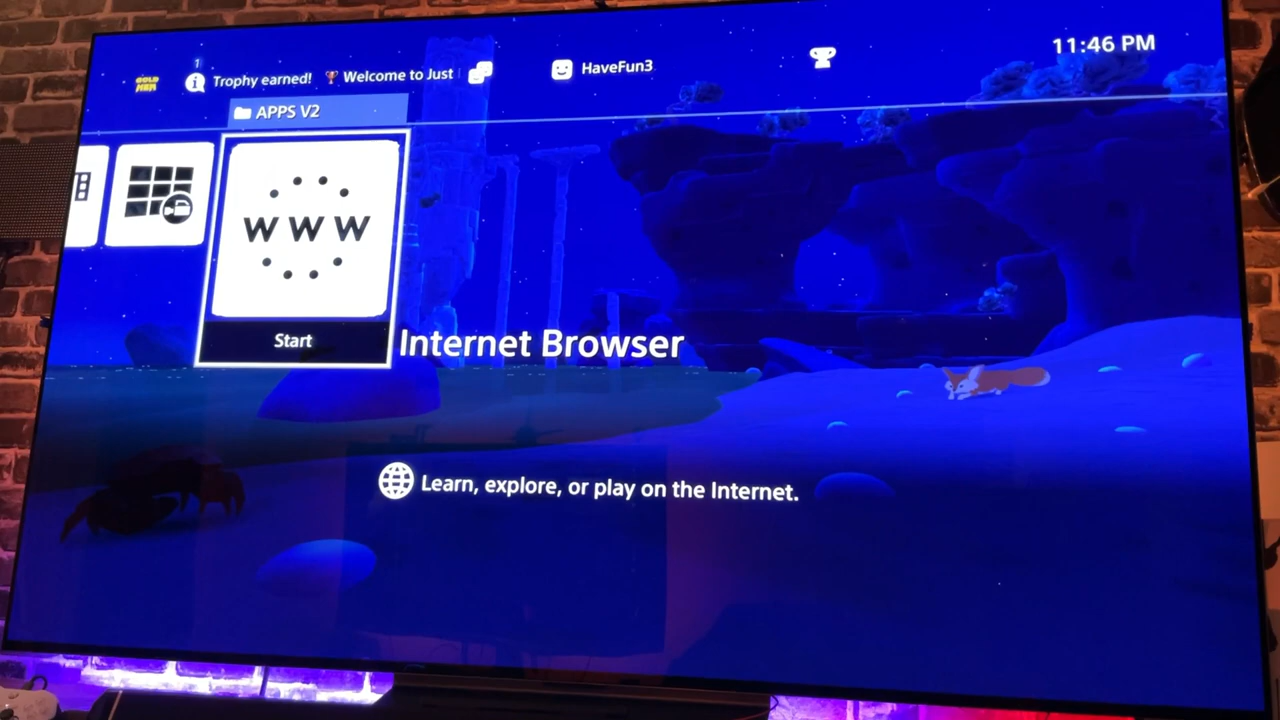 11:46 PM
1
GOLD
Trophy earned! Welcome to Just
HaveFun3
APPS V2
WWW
Start
Internet Browser
Learn, explore, or play on the Internet.